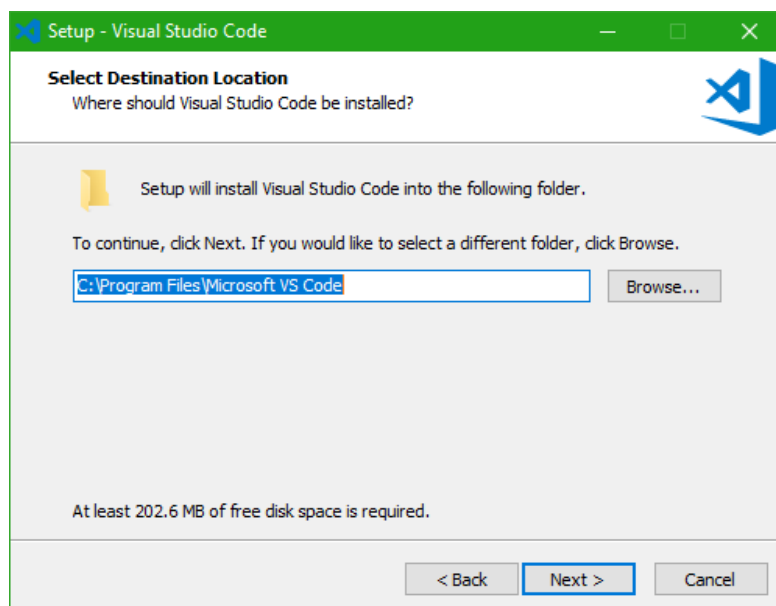 Setup - Visual Studio Code
Select Destination Location
Where should Visual Studio Code be installed?
Setup will install Visual Studio Code into the following folder.
To continue, click Next. If you would like to select a different folder, click Browse.
C:\Program Files\Microsoft VS Code
Browse...
At least 202.6 MB of free disk space is required.
< Back
Next >
Cancel